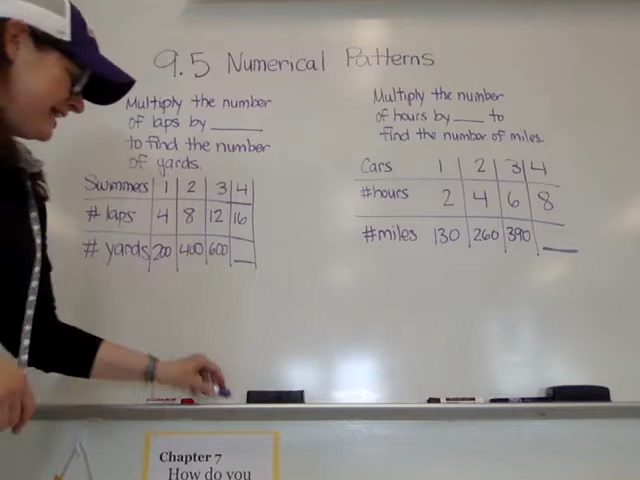 9.5 Numerical Patterns
Multiply the number
of laps by ______
to find the number
of yards.
Swimmers 1 2 3 4
# laps 4 8 12 16
# yards 200 400 600 __
Multiply the number
of hours by ____ to
find the number of miles.
Cars 1 2 3 4
#hours 2 4 6 8
#miles 130 260 390 ___
Chapter 7
How do you